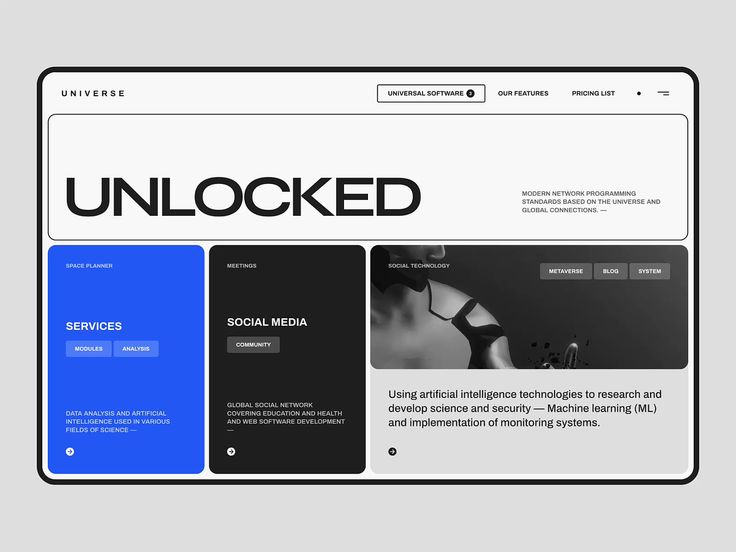 UNIVERSE
UNIVERSAL SOFTWARE 2
OUR FEATURES
PRICING LIST
UNLOCKED
MODERN NETWORK PROGRAMMING
STANDARDS BASED ON THE UNIVERSE AND
GLOBAL CONNECTIONS. —
SPACE PLANNER
SERVICES
MODULES
ANALYSIS
DATA ANALYSIS AND ARTIFICIAL
INTELLIGENCE USED IN VARIOUS
FIELDS OF SCIENCE —
MEETINGS
SOCIAL MEDIA
COMMUNITY
GLOBAL SOCIAL NETWORK
COVERING EDUCATION AND HEALTH
AND WEB SOFTWARE DEVELOPMENT
—
SOCIAL TECHNOLOGY
METAVERSE
BLOG
SYSTEM
Using artificial intelligence technologies to research and
develop science and security — Machine learning (ML)
and implementation of monitoring systems.